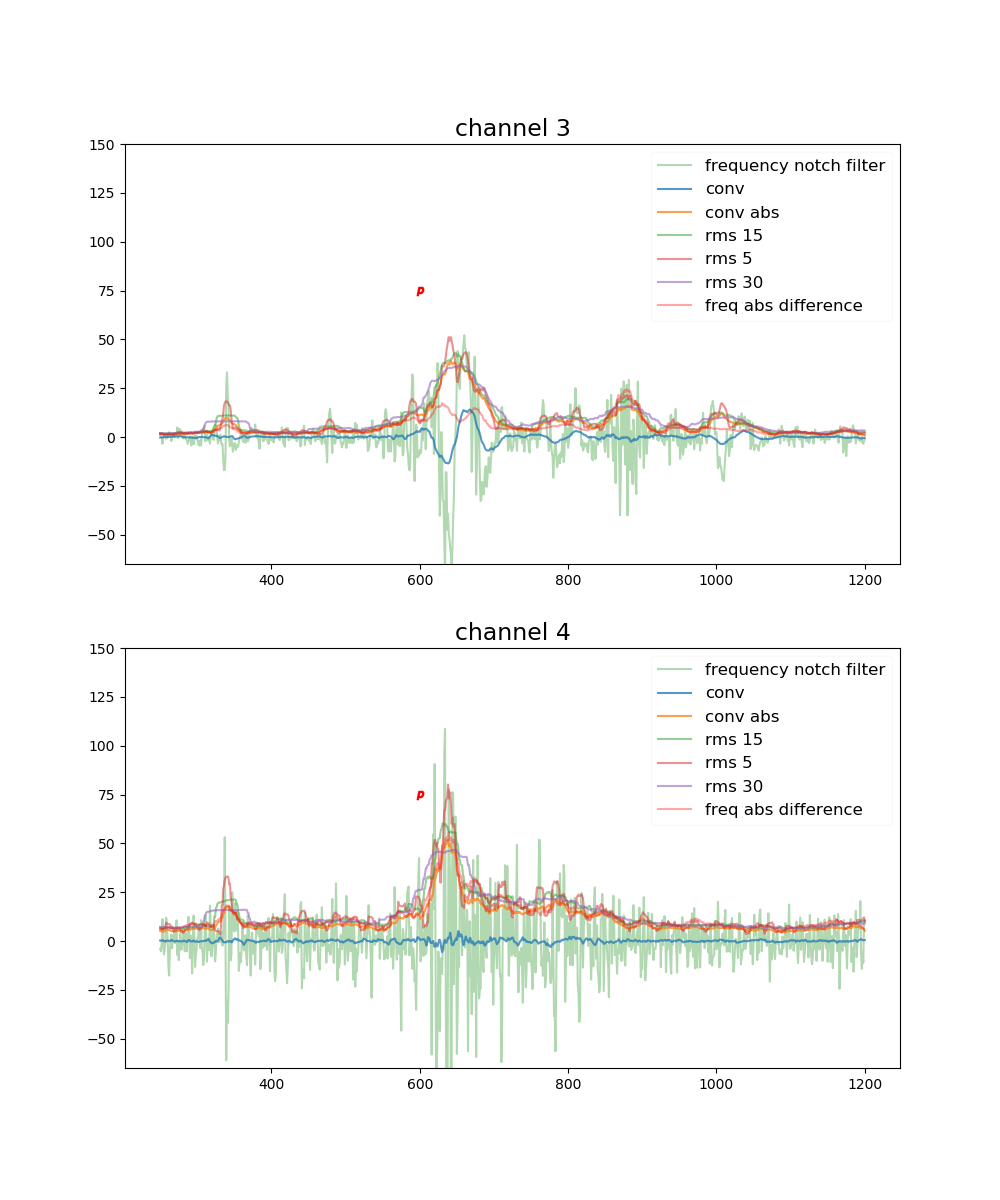 channel 3
150
125
100
75
50
25
0
−25
−50
frequency notch filter
conv
conv abs
rms 15
rms 5
rms 30
freq abs difference
p
400
600
800
1000
1200
channel 4
150
125
100
75
50
25
0
−25
−50
frequency notch filter
conv
conv abs
rms 15
rms 5
rms 30
freq abs difference
p
400
600
800
1000
1200